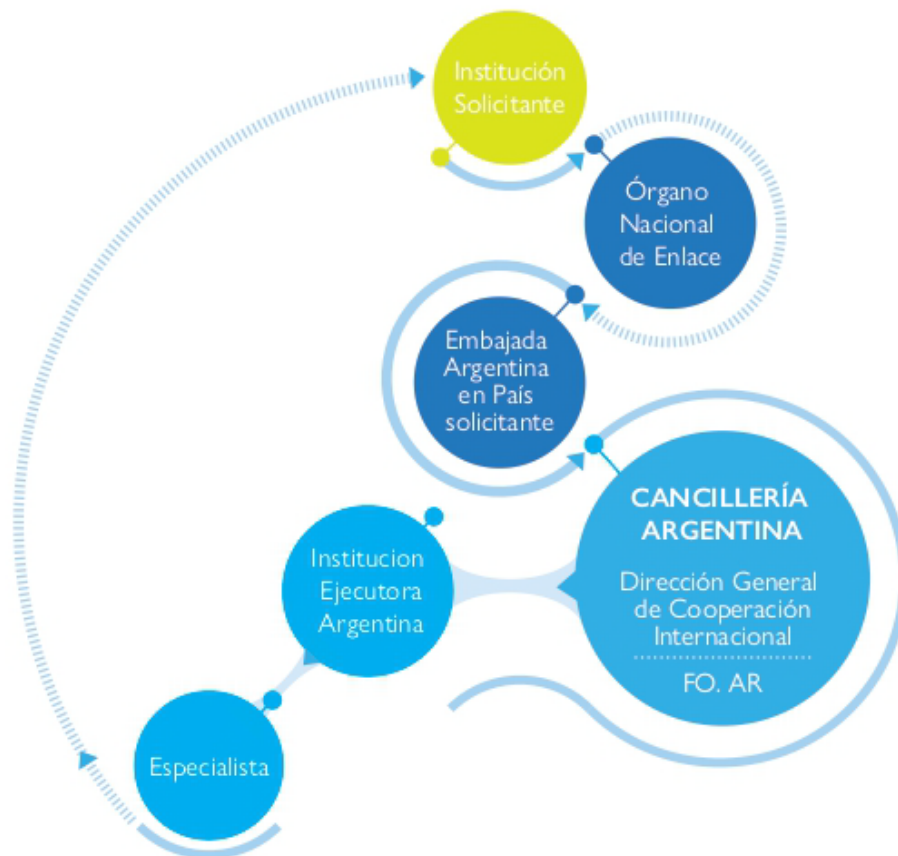 Institución
Solicitante
Órgano
Nacional
de Enlace
Embajada
Argentina
en País
solicitante
CANCILLERÍA
ARGENTINA
Dirección General
de Cooperación
Internacional
FO. AR
Institucion
Ejecutora
Argentina
Especialista